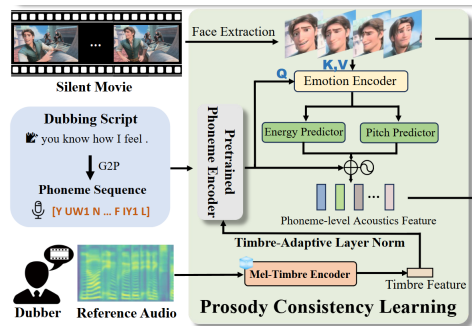 Face Extraction
...
Silent Movie
K,V
Q
Emotion Encoder
Dubbing Script
you know how I feel .
G2P
Phoneme Sequence
[Y UW1 N ... F IY1 L]
Pretrained
Phoneme Encoder
Energy Predictor
Pitch Predictor
...
Phoneme-level Acoustics Feature
Timbre-Adaptive Layer Norm
Mel-Timbre Encoder
Timbre Feature
Dubber
Reference Audio
Prosody Consistency Learning